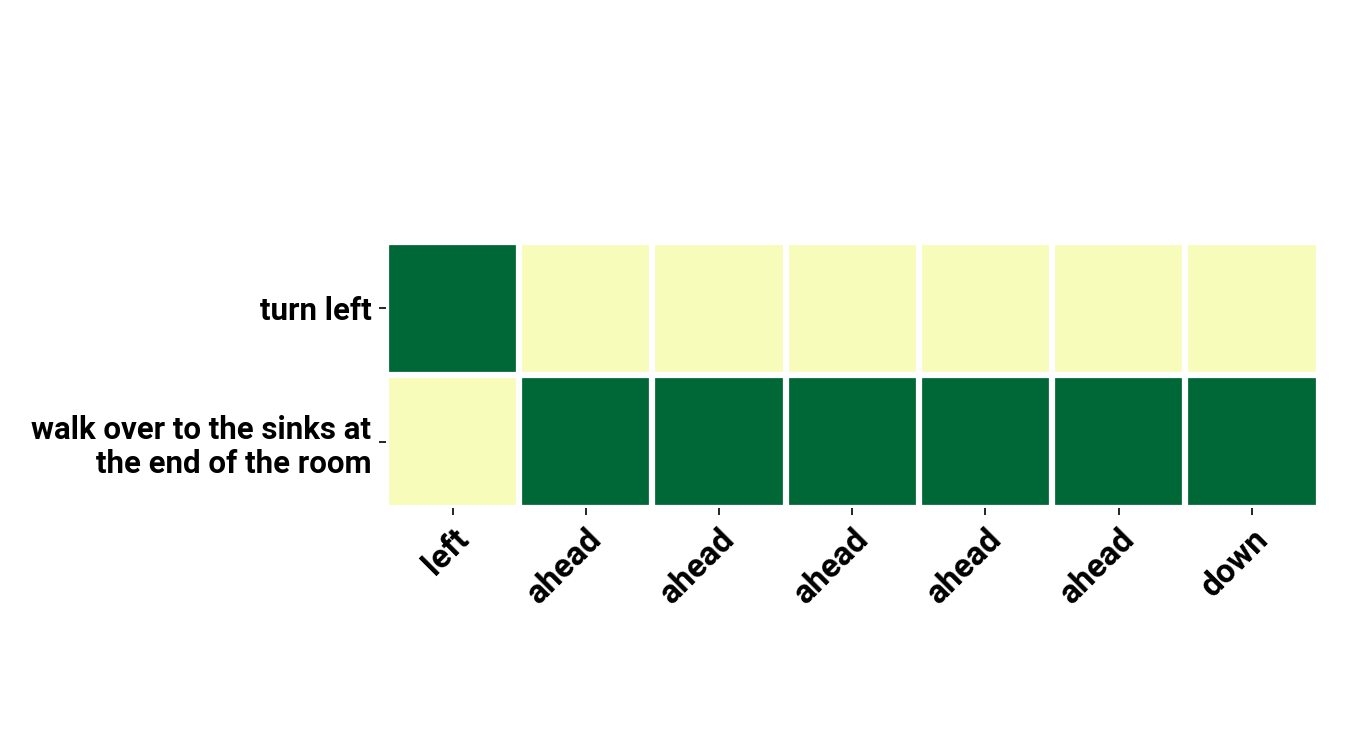 turn left
walk over to the sinks at
the end of the room
left
ahead
ahead
ahead
ahead
ahead
down